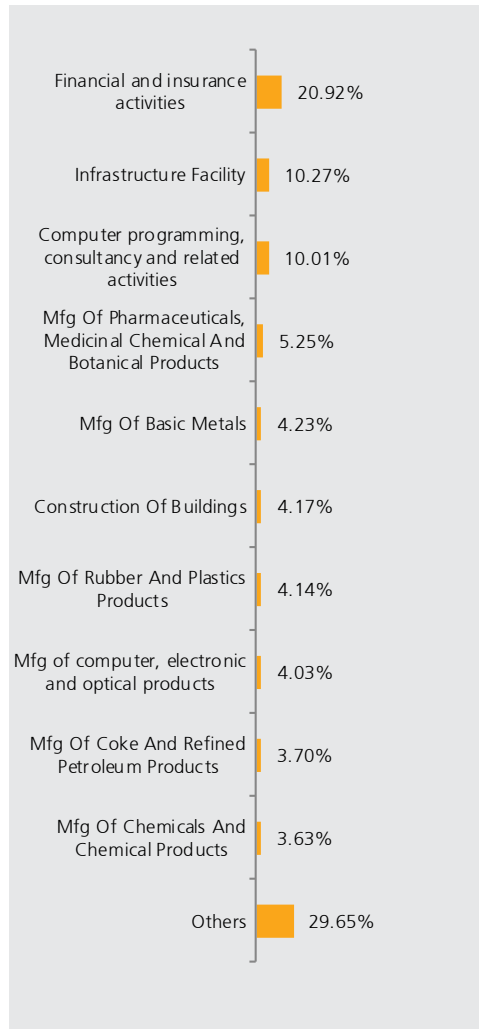 Financial and insurance
activities
20.92%
Infrastructure Facility
10.27%
Computer programming,
consultancy and related
activities
10.01%
Mfg Of Pharmaceuticals,
Medicinal Chemical And
Botanical Products
5.25%
Mfg Of Basic Metals
4.23%
Construction Of Buildings
4.17%
Mfg Of Rubber And Plastics
Products
4.14%
Mfg of computer, electronic
and optical products
4.03%
Mfg Of Coke And Refined
Petroleum Products
3.70%
Mfg Of Chemicals And
Chemical Products
3.63%
Others
29.65%